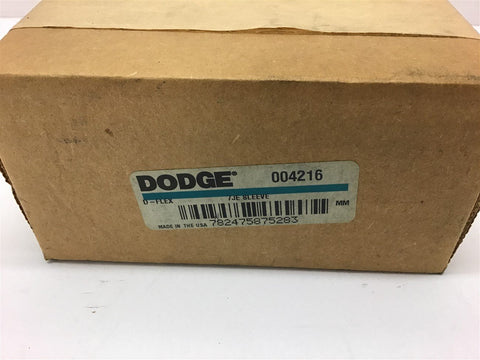 DODGE® 004216
D-FLEX 7JE SLEEVE
MM
MADE IN THE USA 782475875283